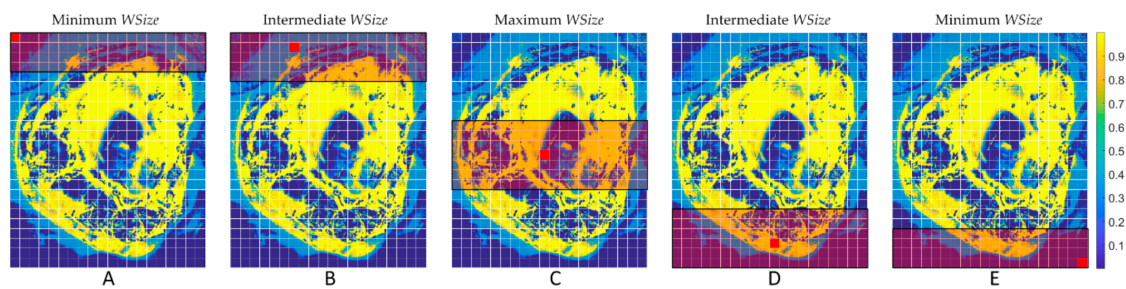 Minimum WSize
Intermediate WSize
Maximum WSize
Intermediate WSize
Minimum WSize
0.9
0.8
0.7
0.6
0.5
0.4
0.3
0.2
0.1
A
B
C
D
E